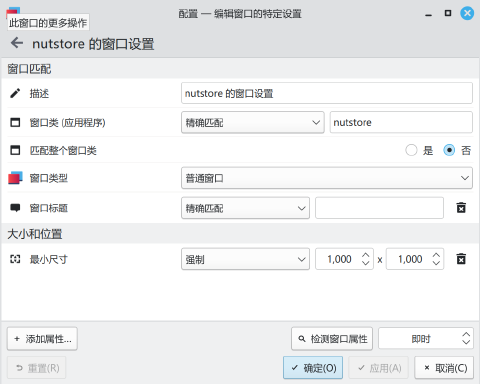 配置 — 编辑窗口的特定设置
此窗口的更多操作
nutstore 的窗口设置
窗口匹配
描述 nutstore 的窗口设置
窗口类 (应用程序) 精确匹配 nutstore
匹配整个窗口类 是 否
窗口类型 普通窗口
窗口标题 精确匹配
大小和位置
最小尺寸 强制 1,000 x 1,000
+ 添加属性... 检测窗口属性 即时
重置(R) 确定(O) 应用(A) 取消(C)